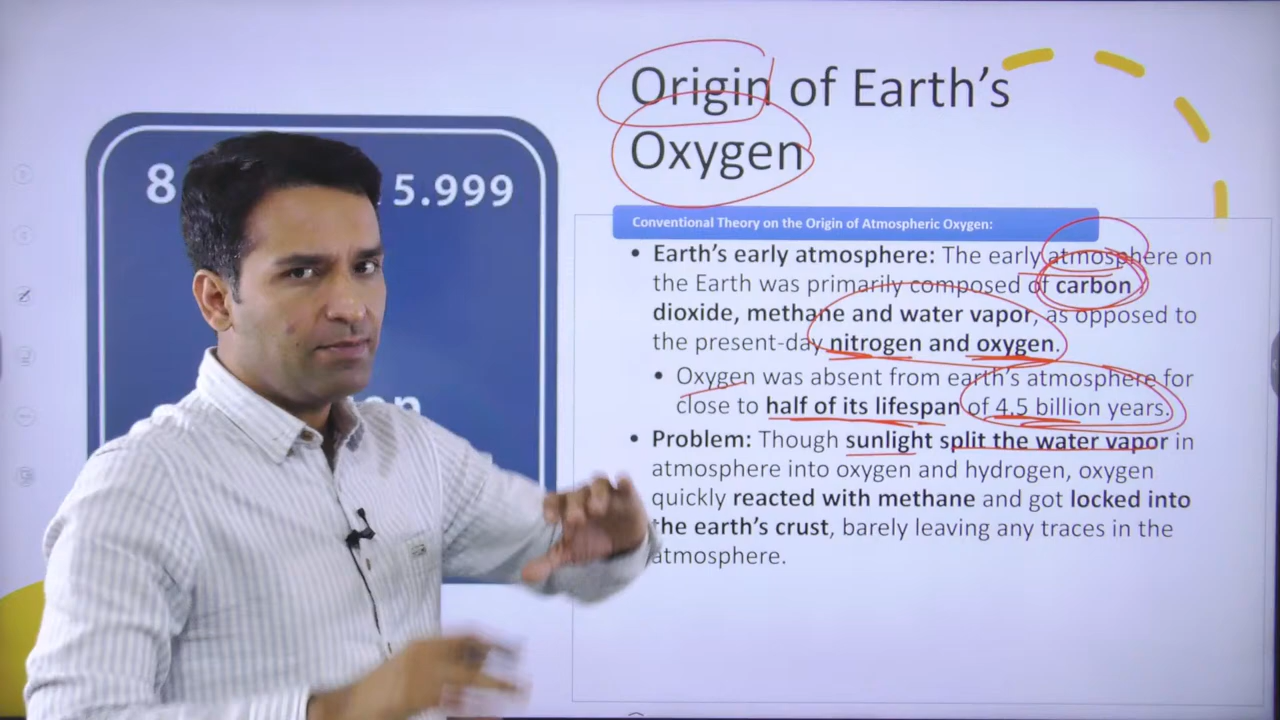 Origin of Earth's
Oxygen
8
5.999
Conventional Theory on the Origin of Atmospheric Oxygen:
• Earth's early atmosphere: The early atmosphere on
the Earth was primarily composed of carbon
dioxide, methane and water vapor, as opposed to
the present-day nitrogen and oxygen.
• Oxygen was absent from earth's atmosphere for
close to half of its lifespan of 4.5 billion years.
• Problem: Though sunlight split the water vapor in
atmosphere into oxygen and hydrogen, oxygen
quickly reacted with methane and got locked into
the earth's crust, barely leaving any traces in the
atmosphere.